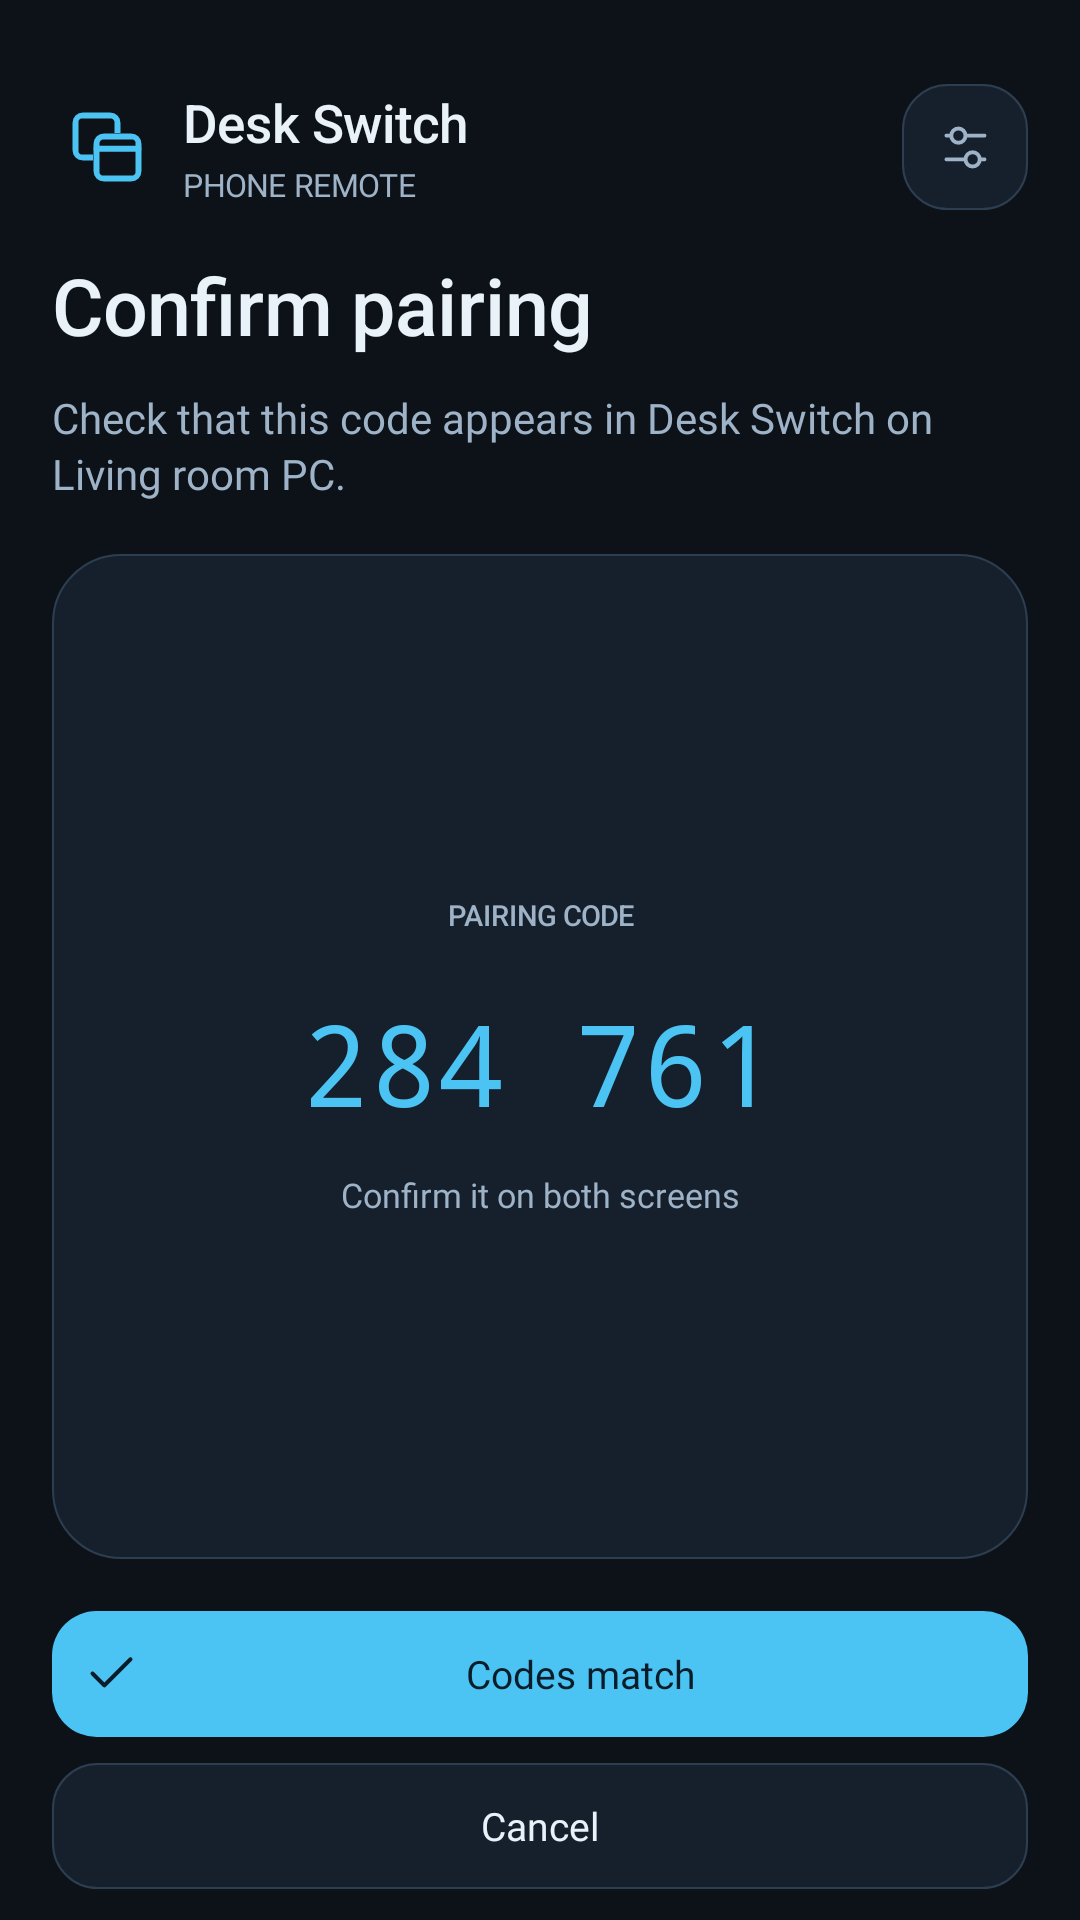 Desk Switch
PHONE REMOTE
Confirm pairing
Check that this code appears in Desk Switch on
Living room PC.
PAIRING CODE
284 761
Confirm it on both screens
Codes match
Cancel